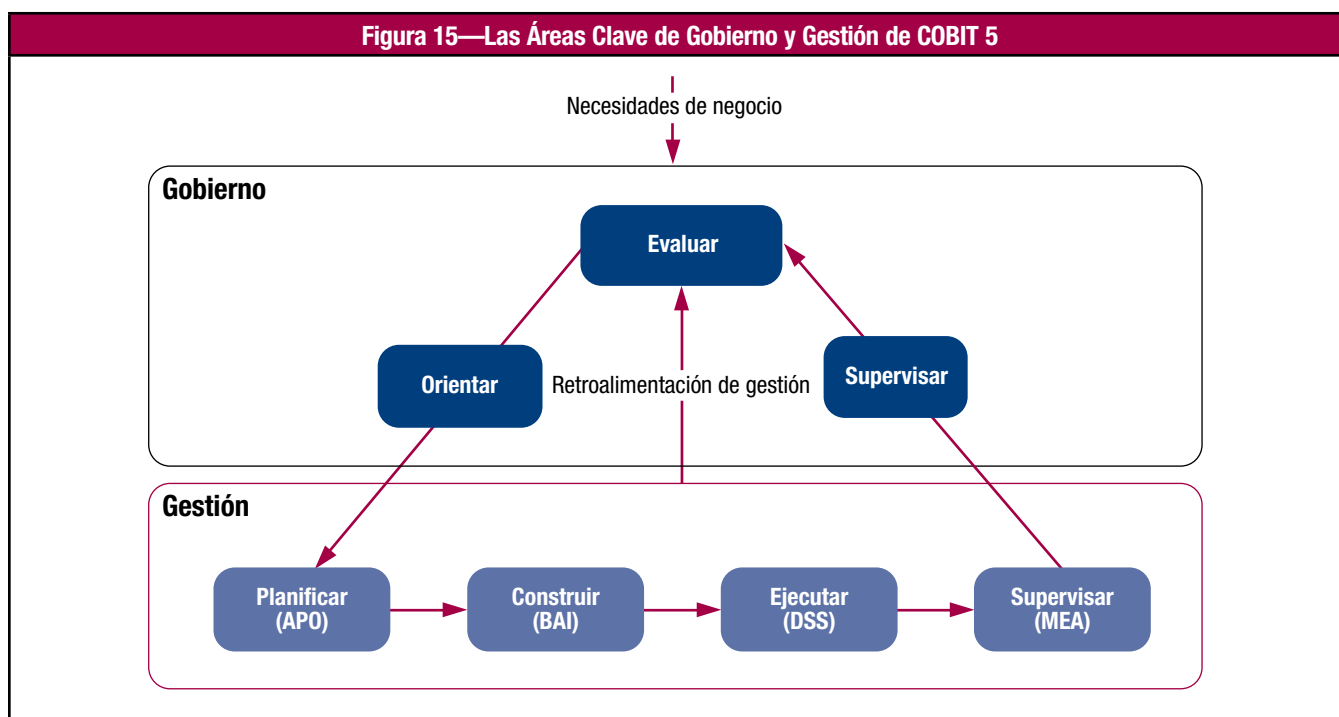 Figura 15—Las Áreas Clave de Gobierno y Gestión de COBIT 5
Necesidades de negocio
Gobierno
Evaluar
Orientar
Retroalimentación de gestión
Supervisar
Gestión
Planificar
(APO)
Construir
(BAI)
Ejecutar
(DSS)
Supervisar
(MEA)